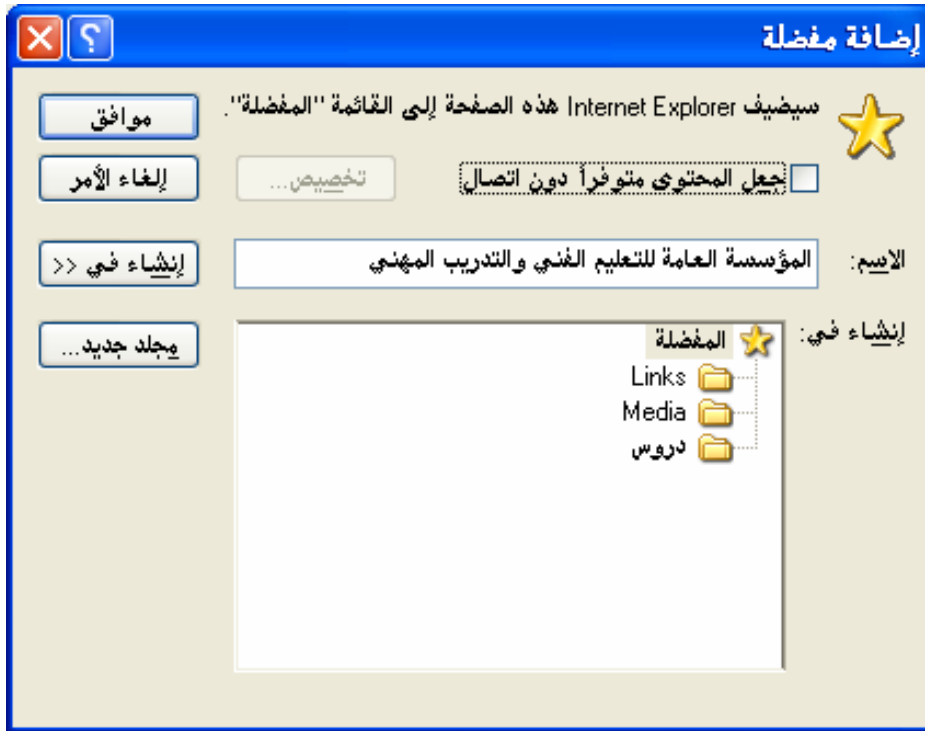 إضافة مفضلة
سيضيف Internet Explorer هذه الصفحة إلى القائمة "المفضلة".
موافق
جعل المحتوى متوفراً دون اتصال
تخصيص...
إلغاء الأمر
الاسم:
المؤسسة العامة للتعليم الفني والتدريب المهني
إنشاء في <<
إنشاء في:
المفضلة
Links
Media
دروس
مجلد جديد...